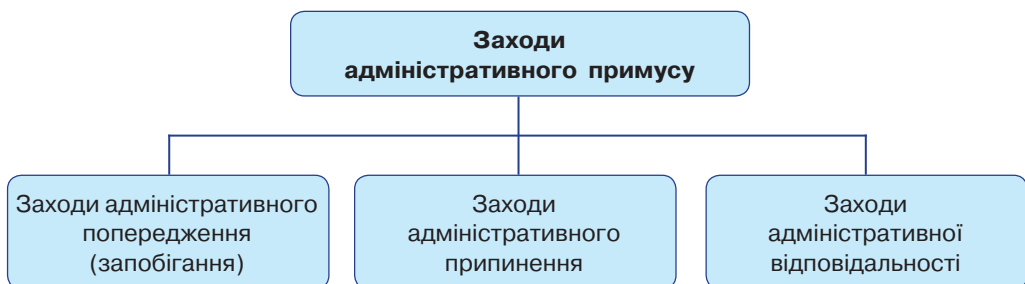 Заходи
адміністративного примусу
Заходи адміністративного
попередження
(запобігання)
Заходи
адміністративного
припинення
Заходи
адміністративної
відповідальності